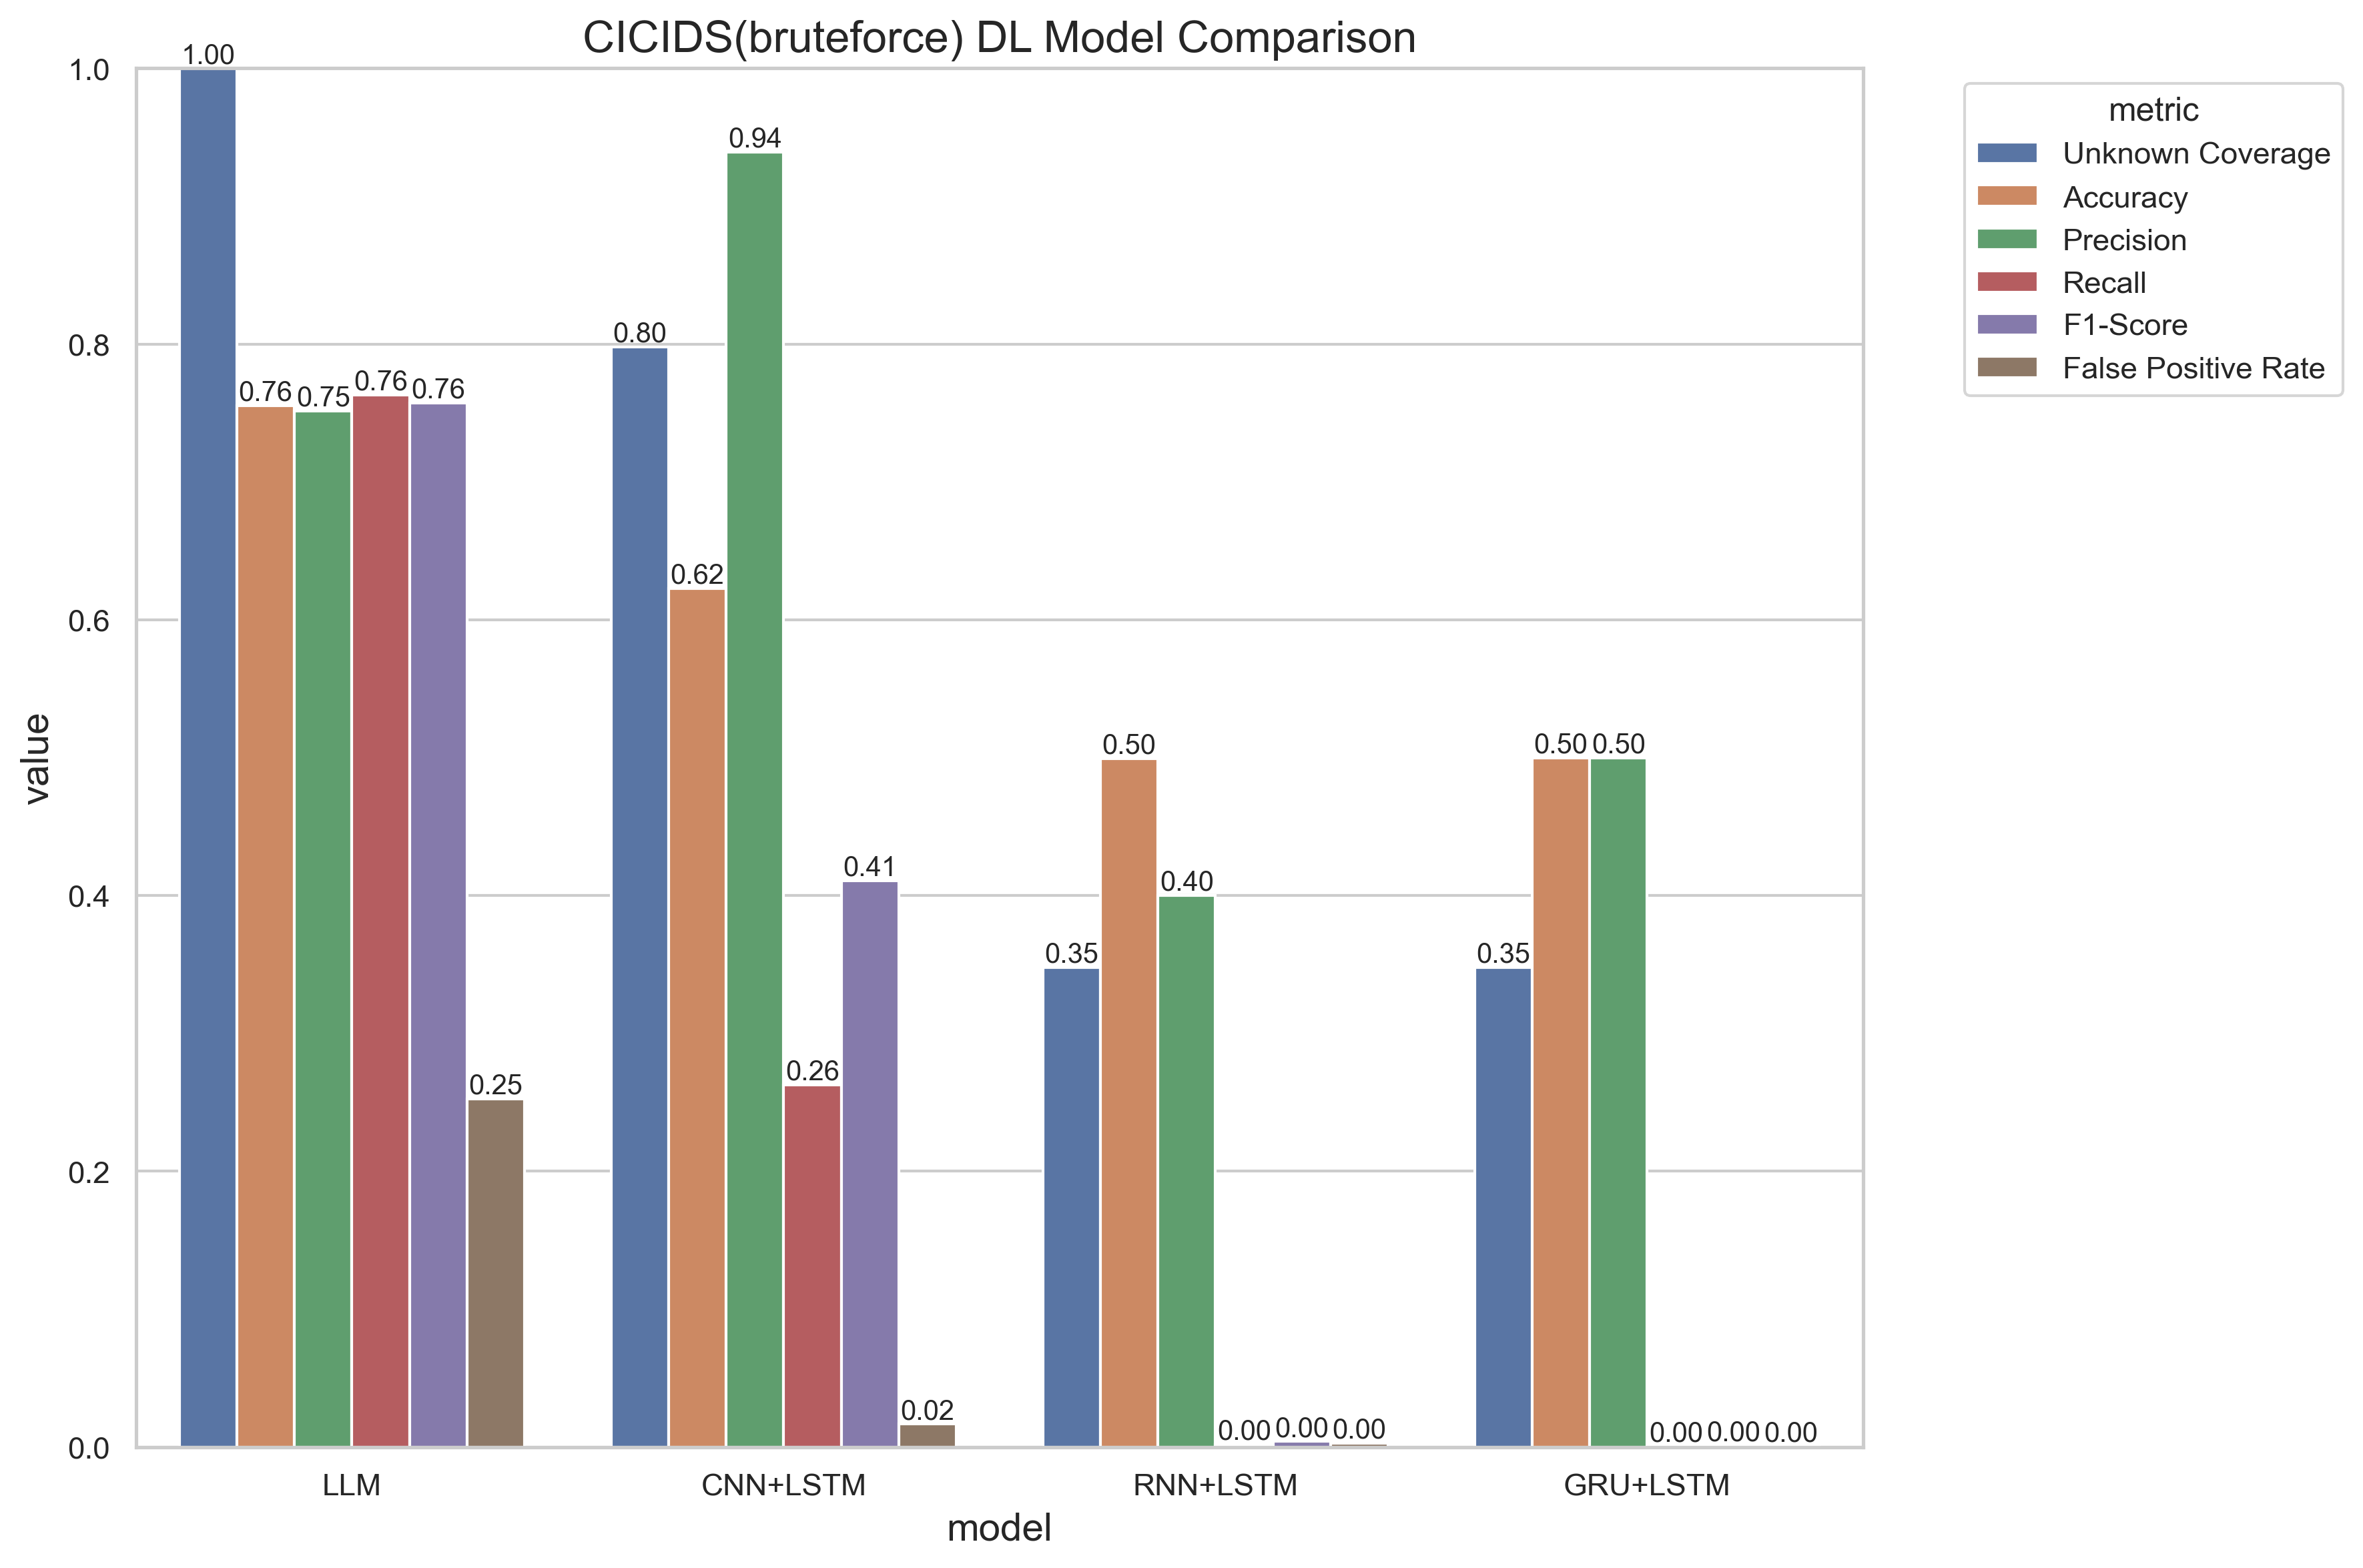 CICIDS(bruteforce) DL Model Comparison
1.00
0.76
0.75
0.76
0.76
0.25
0.80
0.62
0.94
0.26
0.41
0.02
0.35
0.50
0.40
0.00
0.00
0.00
0.35
0.50
0.50
0.00
0.00
0.00
1.0
0.8
0.6
0.4
0.2
0.0
value
LLM
CNN+LSTM
RNN+LSTM
GRU+LSTM
model
metric
Unknown Coverage
Accuracy
Precision
Recall
F1-Score
False Positive Rate